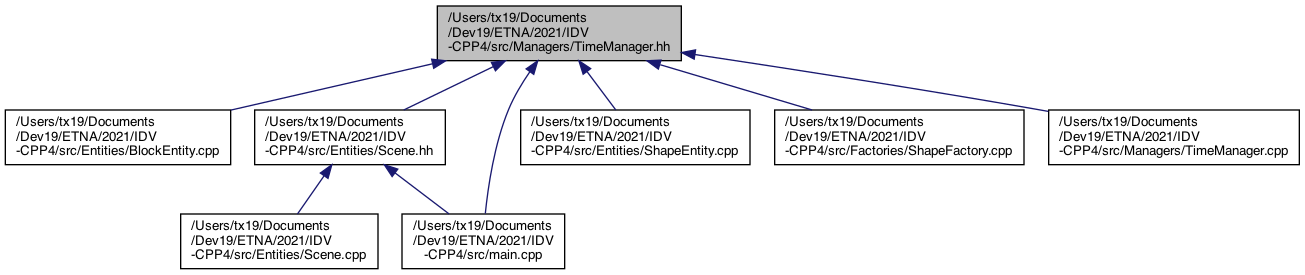 /Users/tx19/Documents
/Dev19/ETNA/2021/IDV
-CPP4/src/Managers/TimeManager.hh
/Users/tx19/Documents
/Dev19/ETNA/2021/IDV
-CPP4/src/Entities/BlockEntity.cpp
/Users/tx19/Documents
/Dev19/ETNA/2021/IDV
-CPP4/src/Entities/Scene.hh
/Users/tx19/Documents
/Dev19/ETNA/2021/IDV
-CPP4/src/Entities/ShapeEntity.cpp
/Users/tx19/Documents
/Dev19/ETNA/2021/IDV
-CPP4/src/Factories/ShapeFactory.cpp
/Users/tx19/Documents
/Dev19/ETNA/2021/IDV
-CPP4/src/Managers/TimeManager.cpp
/Users/tx19/Documents
/Dev19/ETNA/2021/IDV
-CPP4/src/Entities/Scene.cpp
/Users/tx19/Documents
/Dev19/ETNA/2021/IDV
-CPP4/src/main.cpp